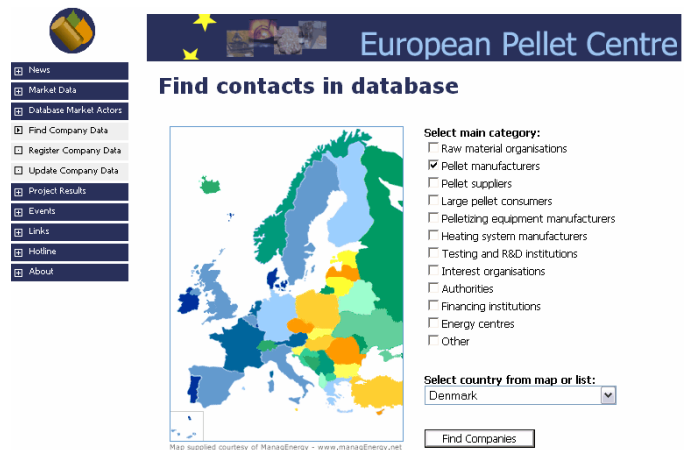 European Pellet Centre
News
Market Data
Database Market Actors
Find Company Data
Register Company Data
Update Company Data
Project Results
Events
Links
Hotline
About
Find contacts in database
Select main category:
Raw material organisations
Pellet manufacturers
Pellet suppliers
Large pellet consumers
Pelletizing equipment manufacturers
Heating system manufacturers
Testing and R&D institutions
Interest organisations
Authorities
Financing institutions
Energy centres
Other
Select country from map or list:
Denmark
Find Companies
Map supplied courtesy of ManagEnergy - www.managEnergy.net